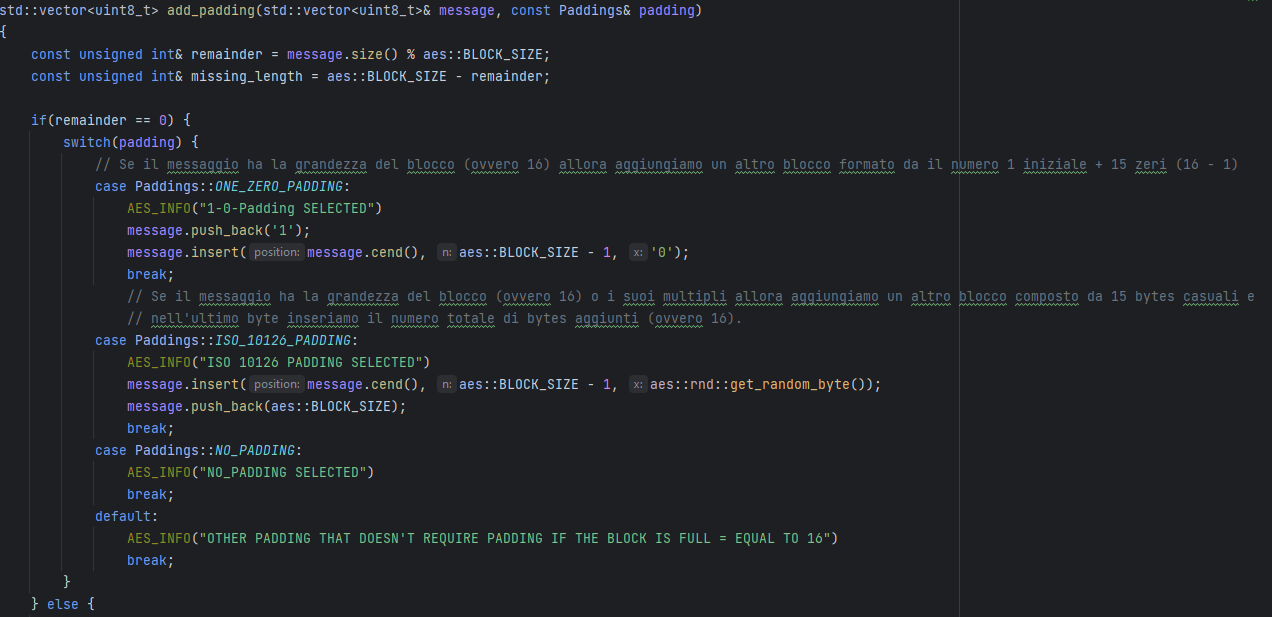 std::vector<uint8_t> add_padding(std::vector<uint8_t>& message, const Paddings& padding)
{
    const unsigned int& remainder = message.size() % aes::BLOCK_SIZE;
    const unsigned int& missing_length = aes::BLOCK_SIZE - remainder;

    if(remainder == 0) {
        switch(padding) {
            // Se il messaggio ha la grandezza del blocco (ovvero 16) allora aggiungiamo un altro blocco formato da il numero 1 iniziale + 15 zeri (16 - 1)
            case Paddings::ONE_ZERO_PADDING:
                AES_INFO("1-0-Padding SELECTED")
                message.push_back('1');
                message.insert( position: message.cend(), n: aes::BLOCK_SIZE - 1, x: '0');
                break;
                // Se il messaggio ha la grandezza del blocco (ovvero 16) o i suoi multipli allora aggiungiamo un altro blocco composto da 15 bytes casuali e
                // nell'ultimo byte inseriamo il numero totale di bytes aggiunti (ovvero 16).
            case Paddings::ISO_10126_PADDING:
                AES_INFO("ISO 10126 PADDING SELECTED")
                message.insert( position: message.cend(), n: aes::BLOCK_SIZE - 1, x: aes::rnd::get_random_byte());
                message.push_back(aes::BLOCK_SIZE);
                break;
            case Paddings::NO_PADDING:
                AES_INFO("NO_PADDING SELECTED")
                break;
            default:
                AES_INFO("OTHER PADDING THAT DOESN'T REQUIRE PADDING IF THE BLOCK IS FULL = EQUAL TO 16")
                break;
        }
    } else {